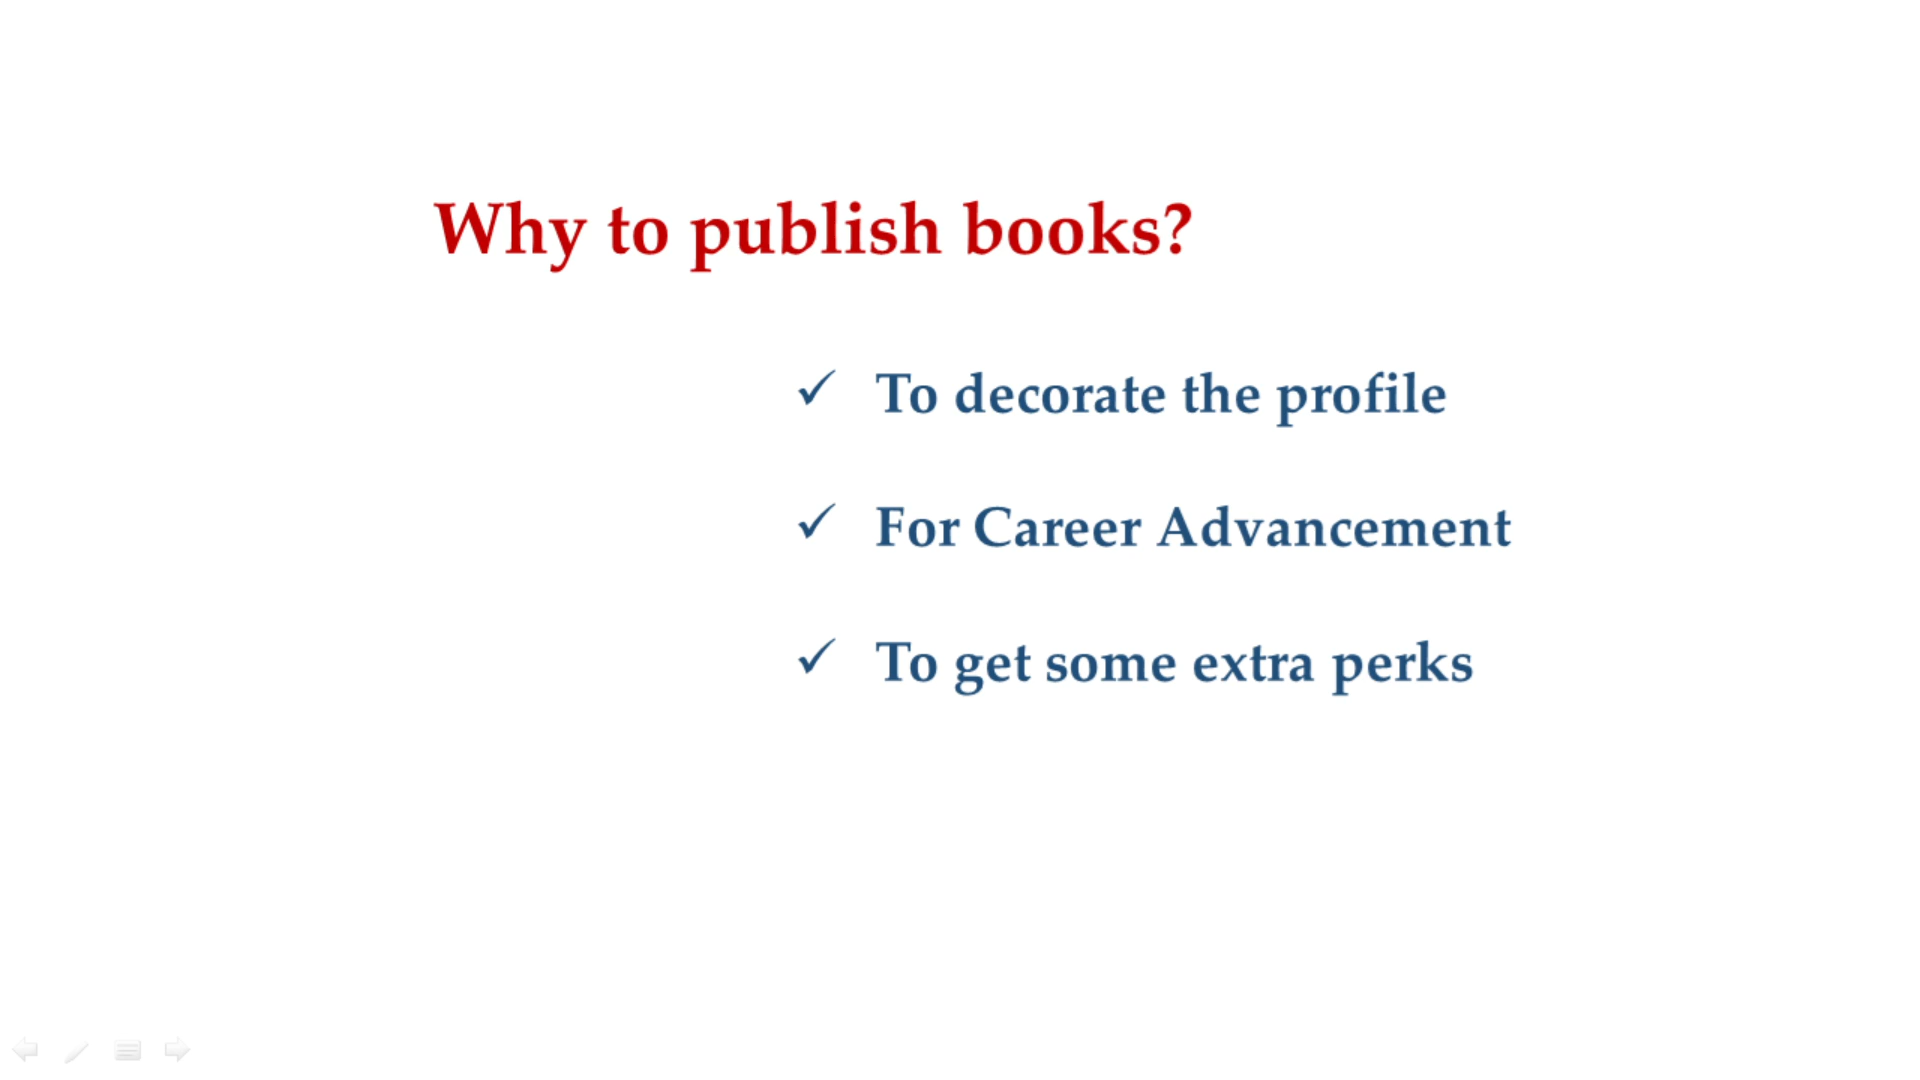 Why to publish books?
✓ To decorate the profile
✓ For Career Advancement
✓ To get some extra perks